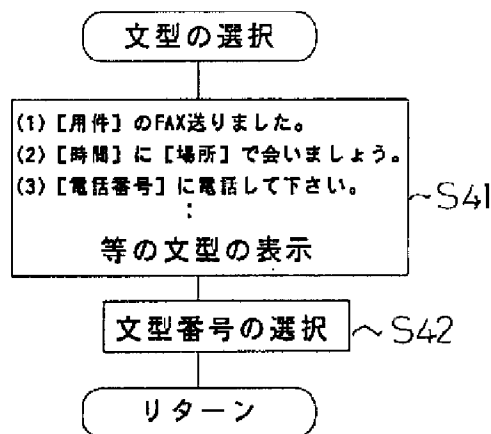 文型の選択
(1) [用件] のFAX送りました。
(2) [時間] に [場所] で会いましょう。
(3) [電話番号] に電話して下さい。
:
等の文型の表示
~S41
文型番号の選択
~S42
リターン